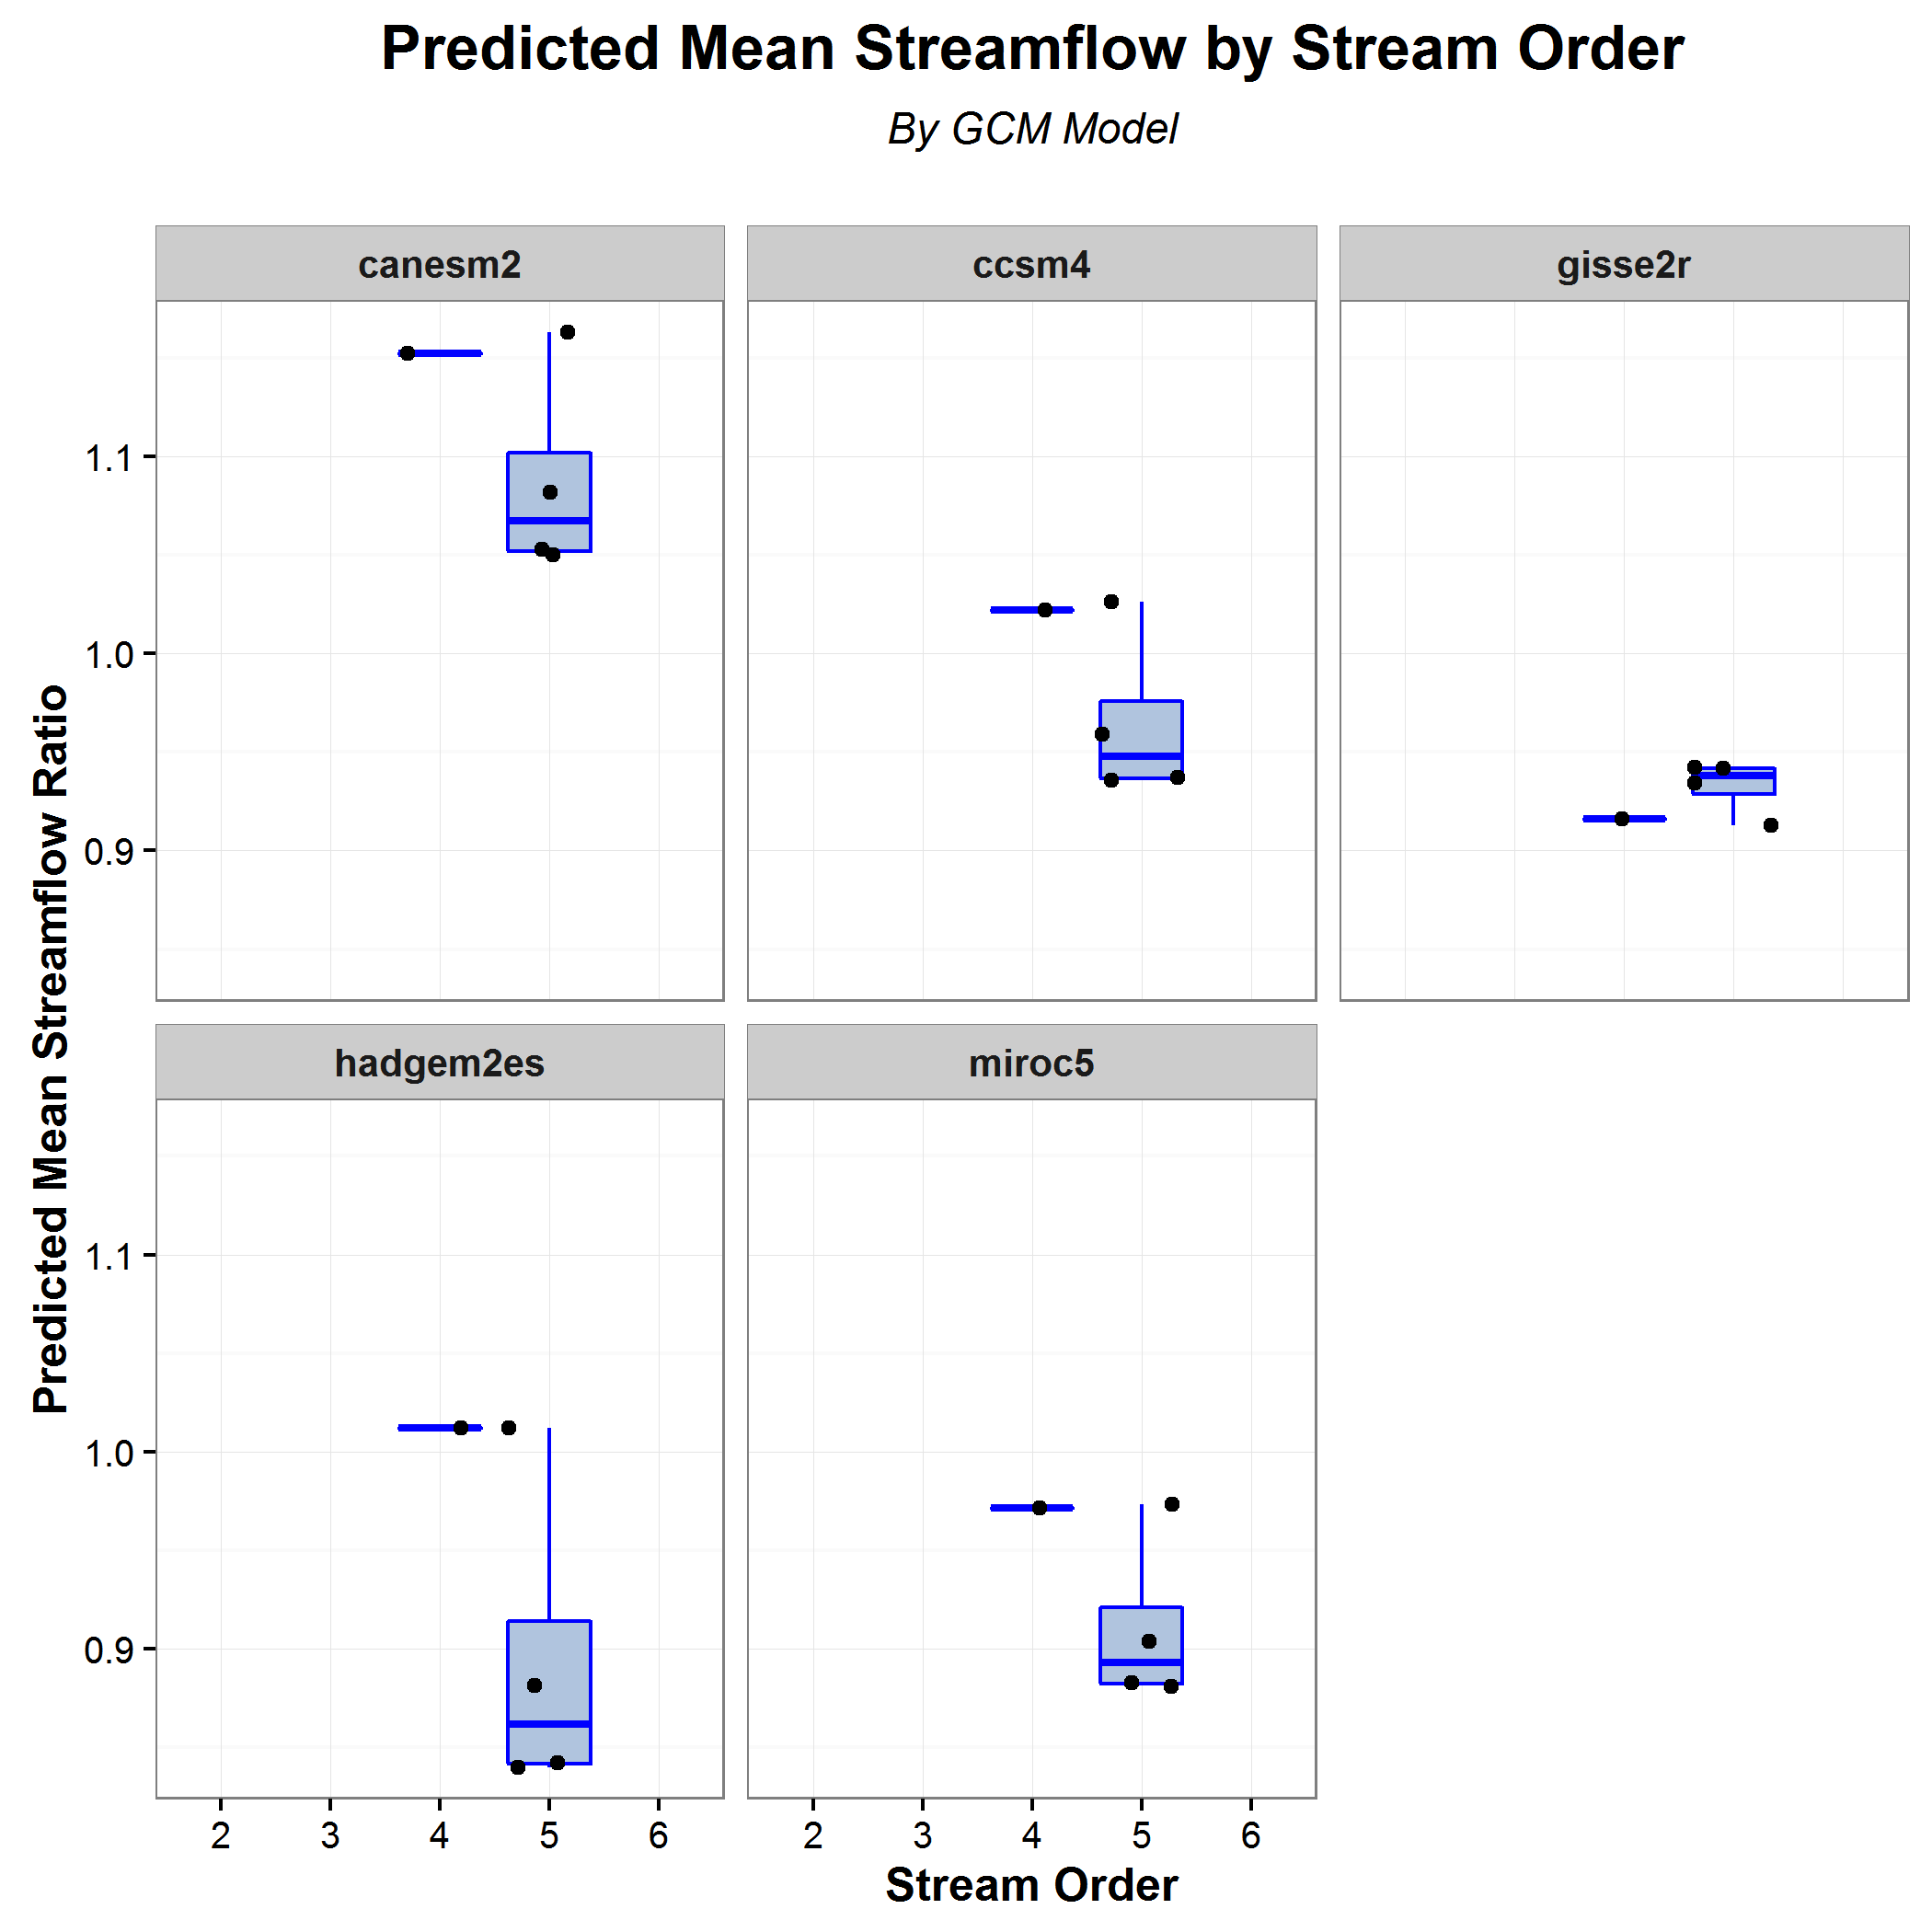 Predicted Mean Streamflow by Stream Order
By GCM Model
canesm2
ccsm4
gisse2r
1.1
1.0
0.9
Predicted Mean Streamflow Ratio
hadgem2es
miroc5
1.1
1.0
0.9
2 3 4 5 6
2 3 4 5 6
Stream Order